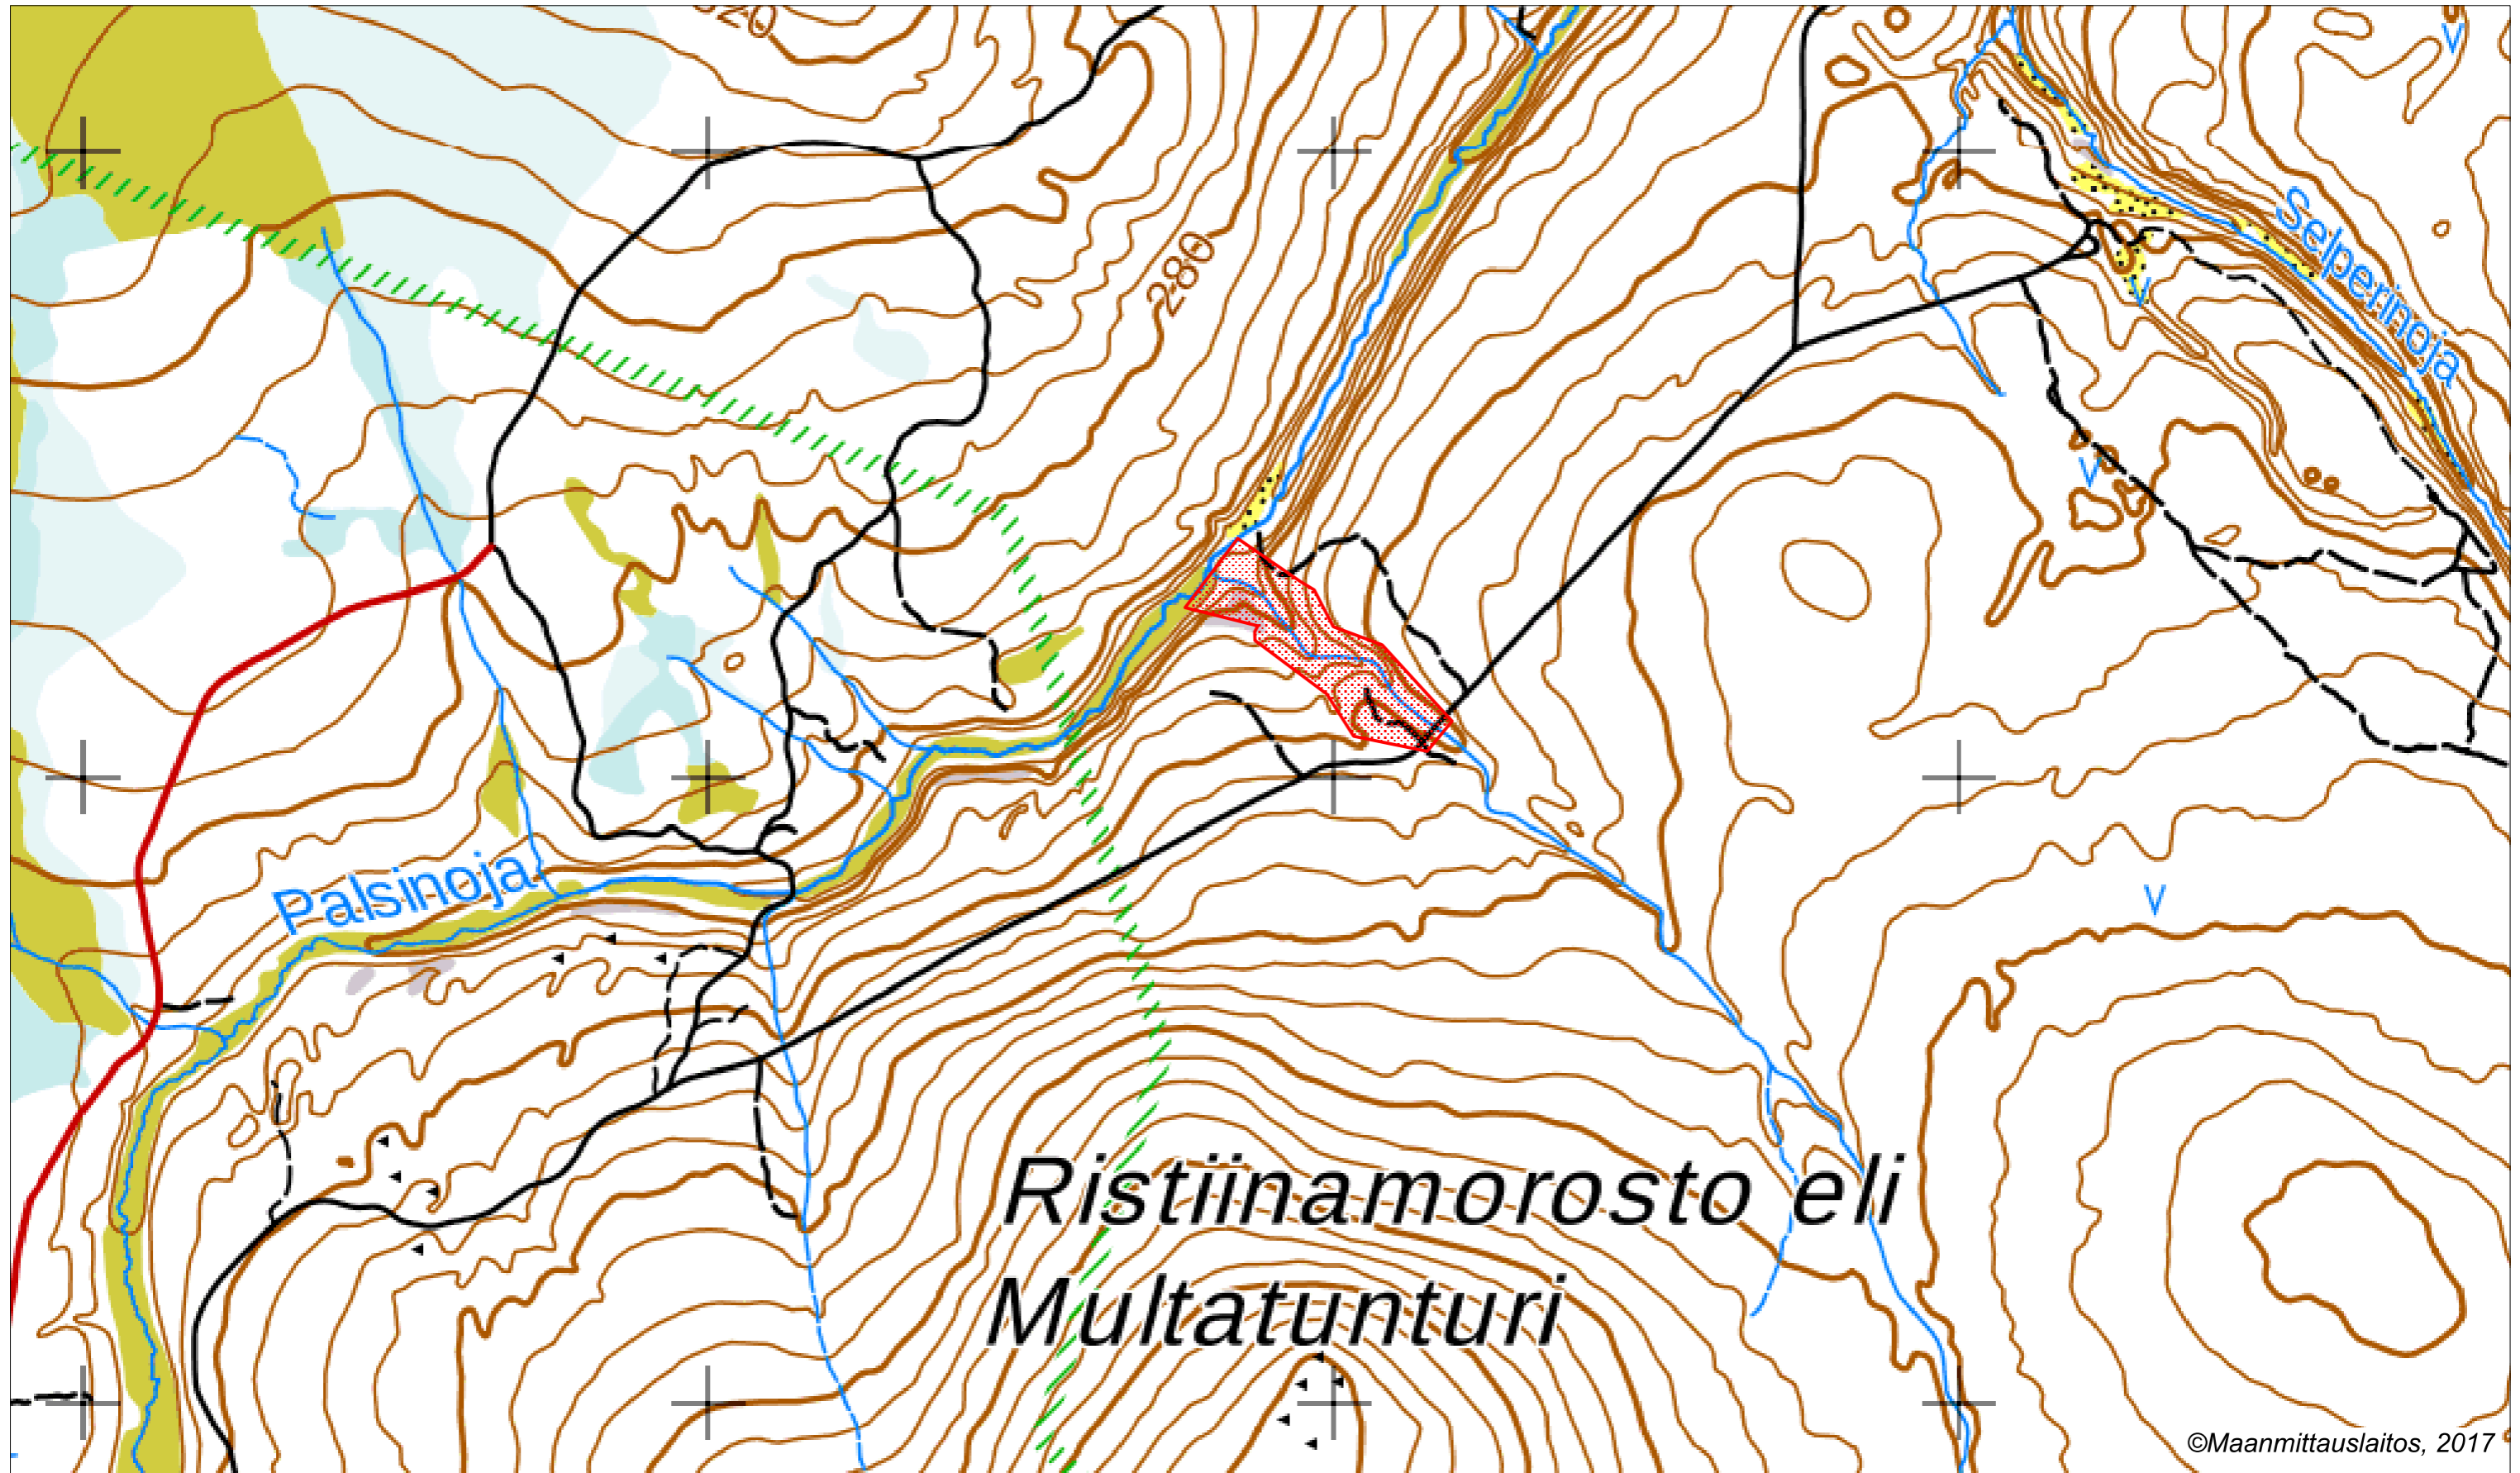 280
Selperinoja
Palsinoja
Ristiinamorosto eli
Multatunturi
©Maanmittauslaitos, 2017